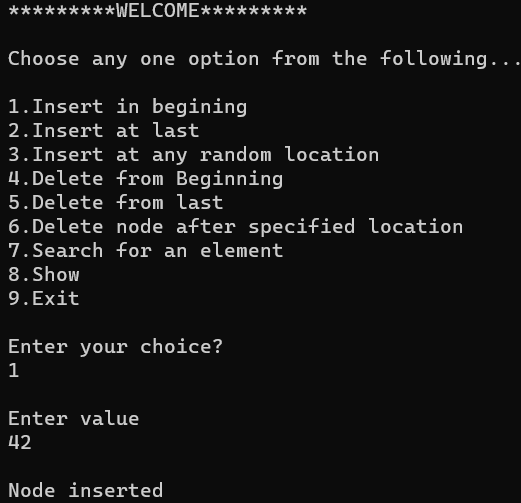 *********WELCOME*********
Choose any one option from the following...
1.Insert in begining
2.Insert at last
3.Insert at any random location
4.Delete from Beginning
5.Delete from last
6.Delete node after specified location
7.Search for an element
8.Show
9.Exit
Enter your choice?
1
Enter value
42
Node inserted